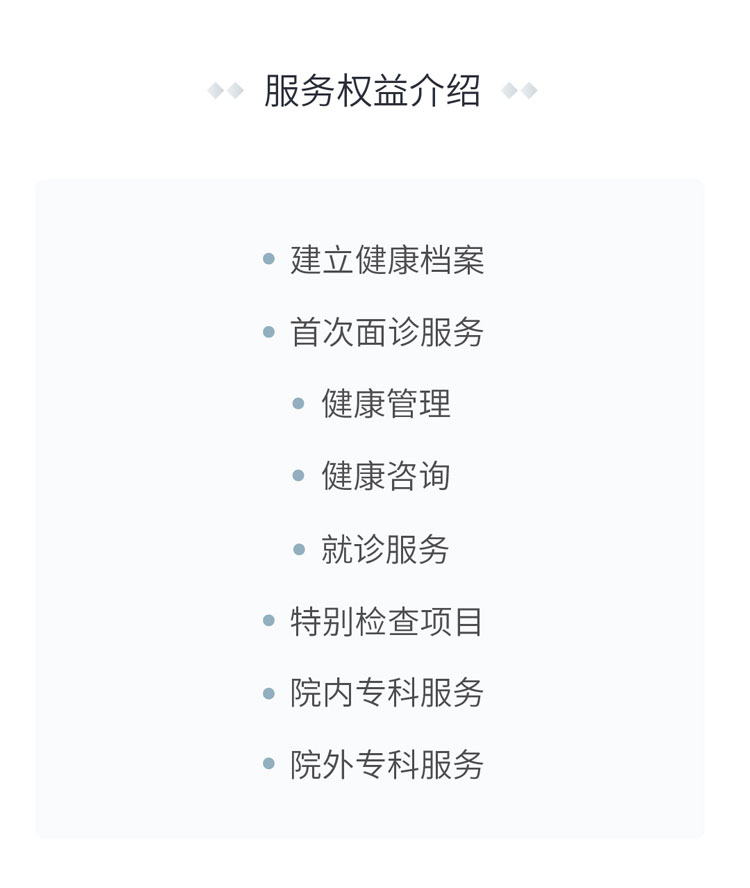 服务权益介绍
建立健康档案
首次面诊服务
健康管理
健康咨询
就诊服务
特别检查项目
院内专科服务
院外专科服务